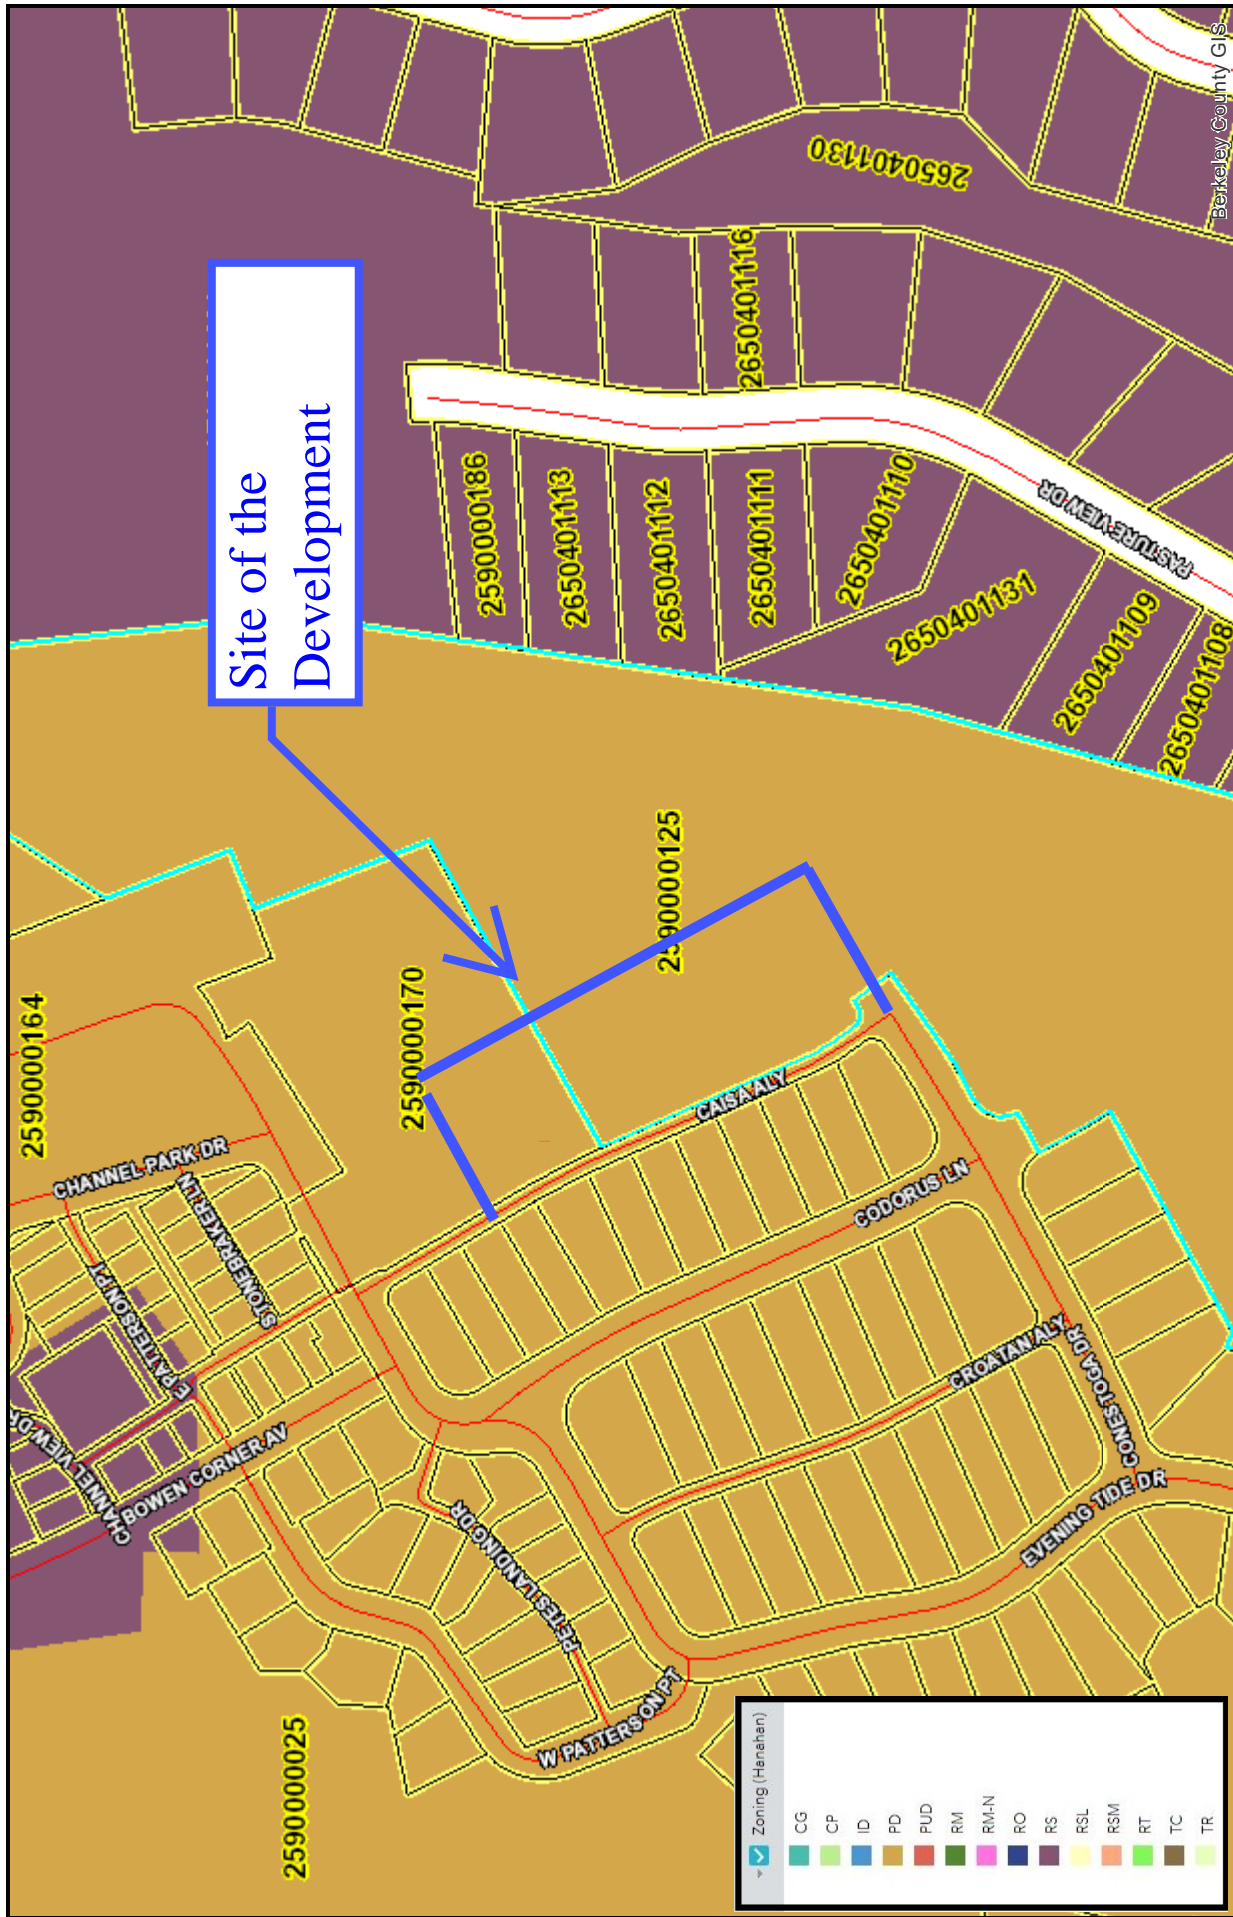 Site of the
Development
2590000164
2590000170
2590000125
2590000025
2590000186
2650401113
2650401112
2650401111
2650401110
2650401131
2650401109
2650401108
2650401116
2650401130
PASTURE VIEW DR
CHANNEL PARK DR
STONEBRAKER LN
E PATTERSON PT
CHANNEL VIEW DR
BOWEN CORNER AV
CAISA ALY
CODORUS LN
CROATAN ALY
CONESTOGA DR
EVENING TIDE DR
PETES LANDING DR
W PATTERSON PT
Zoning (Hanahan)
CG
CP
ID
PD
PUD
RM
RM-N
RO
RS
RSL
RSM
RT
TC
TR
Berkeley County GIS